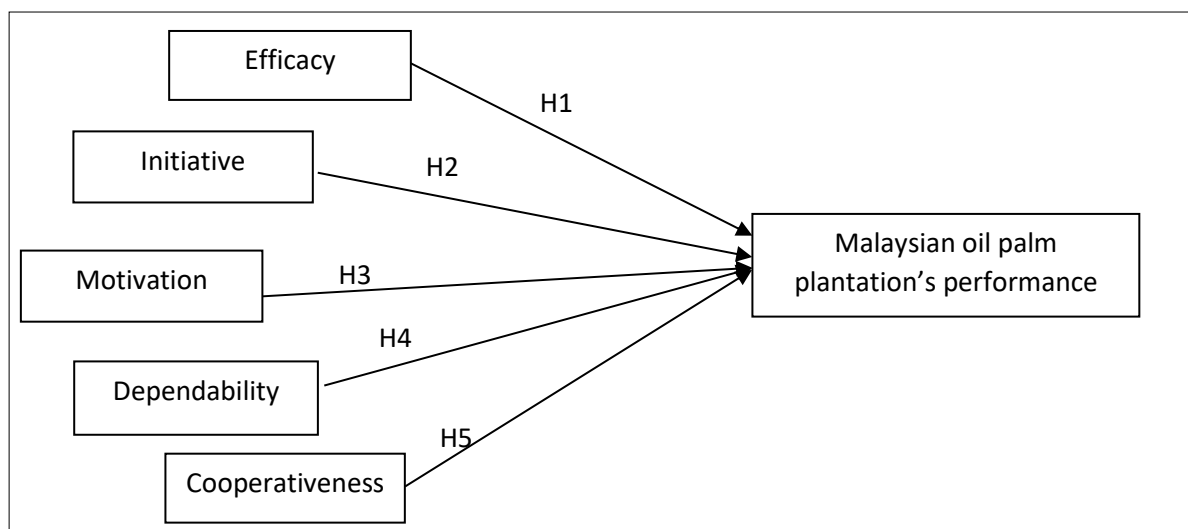 Efficacy
H1
Initiative
H2
Motivation
H3
Dependability
H4
Cooperativeness
H5
Malaysian oil palm
plantation’s performance